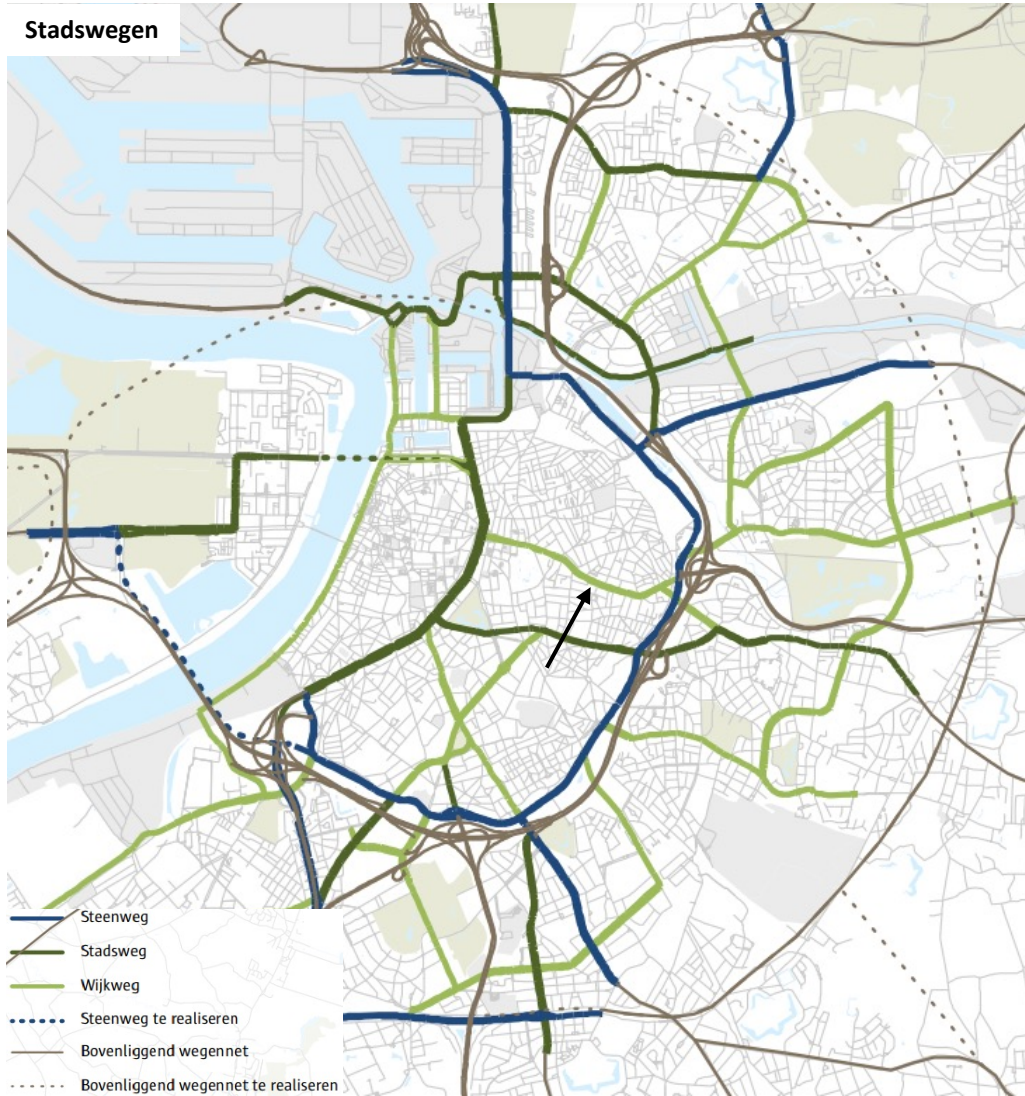 Stadswegen
Steenweg
Stadsweg
Wijkweg
Steenweg te realiseren
Bovenliggend wegennet
Bovenliggend wegennet te realiseren